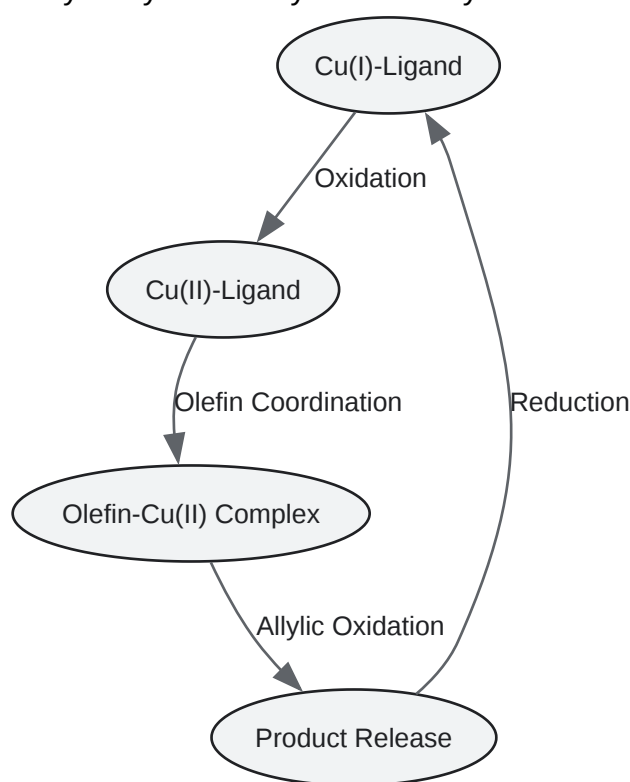 Cu(I)-Ligand
Oxidation
Cu(II)-Ligand
Olefin Coordination
Reduction
Olefin-Cu(II) Complex
Allylic Oxidation
Product Release